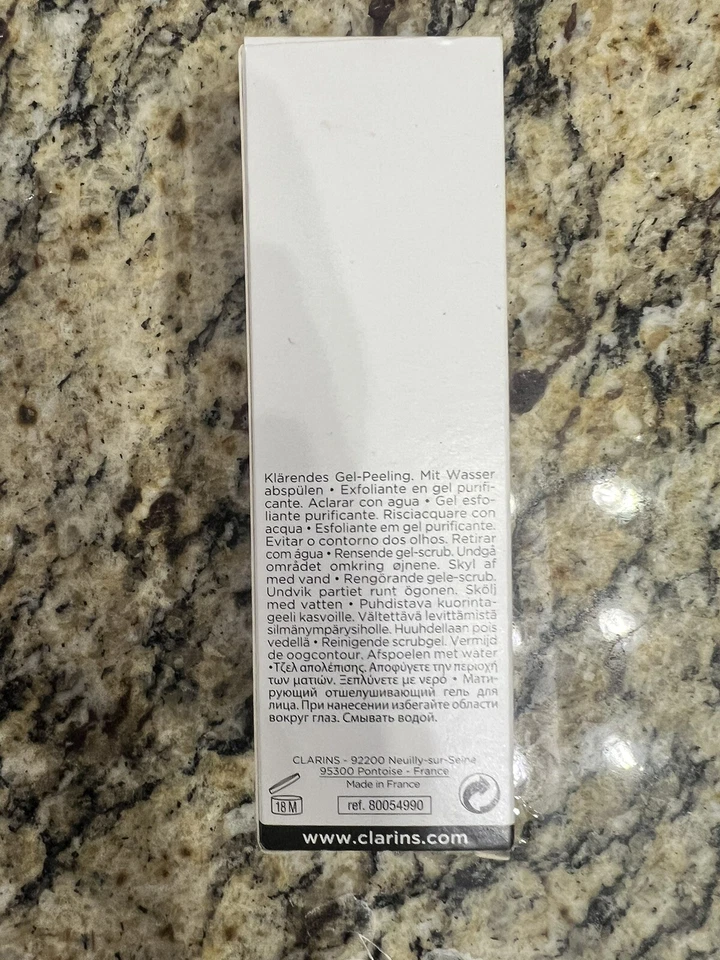 Klärendes Gel-Peeling. Mit Wasser
abspülen • Exfoliante en gel purifi-
cante. Aclarar con agua • Gel esfo-
liante purificante. Risciacquare con
acqua • Esfoliante em gel purificante.
Evitar o contorno dos olhos. Retirar
com água • Rensende gel-scrub. Undgå
området omkring øjnene. Skyl af
med vand • Rengörande gele-scrub.
Undvik partiet runt ögonen. Skölj
med vatten • Puhdistava kuorinta-
geeli kasvoille. Vältettävä levittämistä
silmänympärysiholle. Huuhdellaan pois
vedellä • Reinigende scrubgel. Vermijd
de oogcontour. Afspoelen met water
•Τζελ απολέπισης. Αποφύγετε την περιοχή
των ματιών. Ξεπλύνετε με νερό • Мати-
рующий отшелушивающий гель для
лица. При нанесении избегайте области
вокруг глаз. Смывать водой.
CLARINS - 92200 Neuilly-sur-Seine
95300 Pontoise - France
Made in France
18 M
ref. 80054990
www.clarins.com